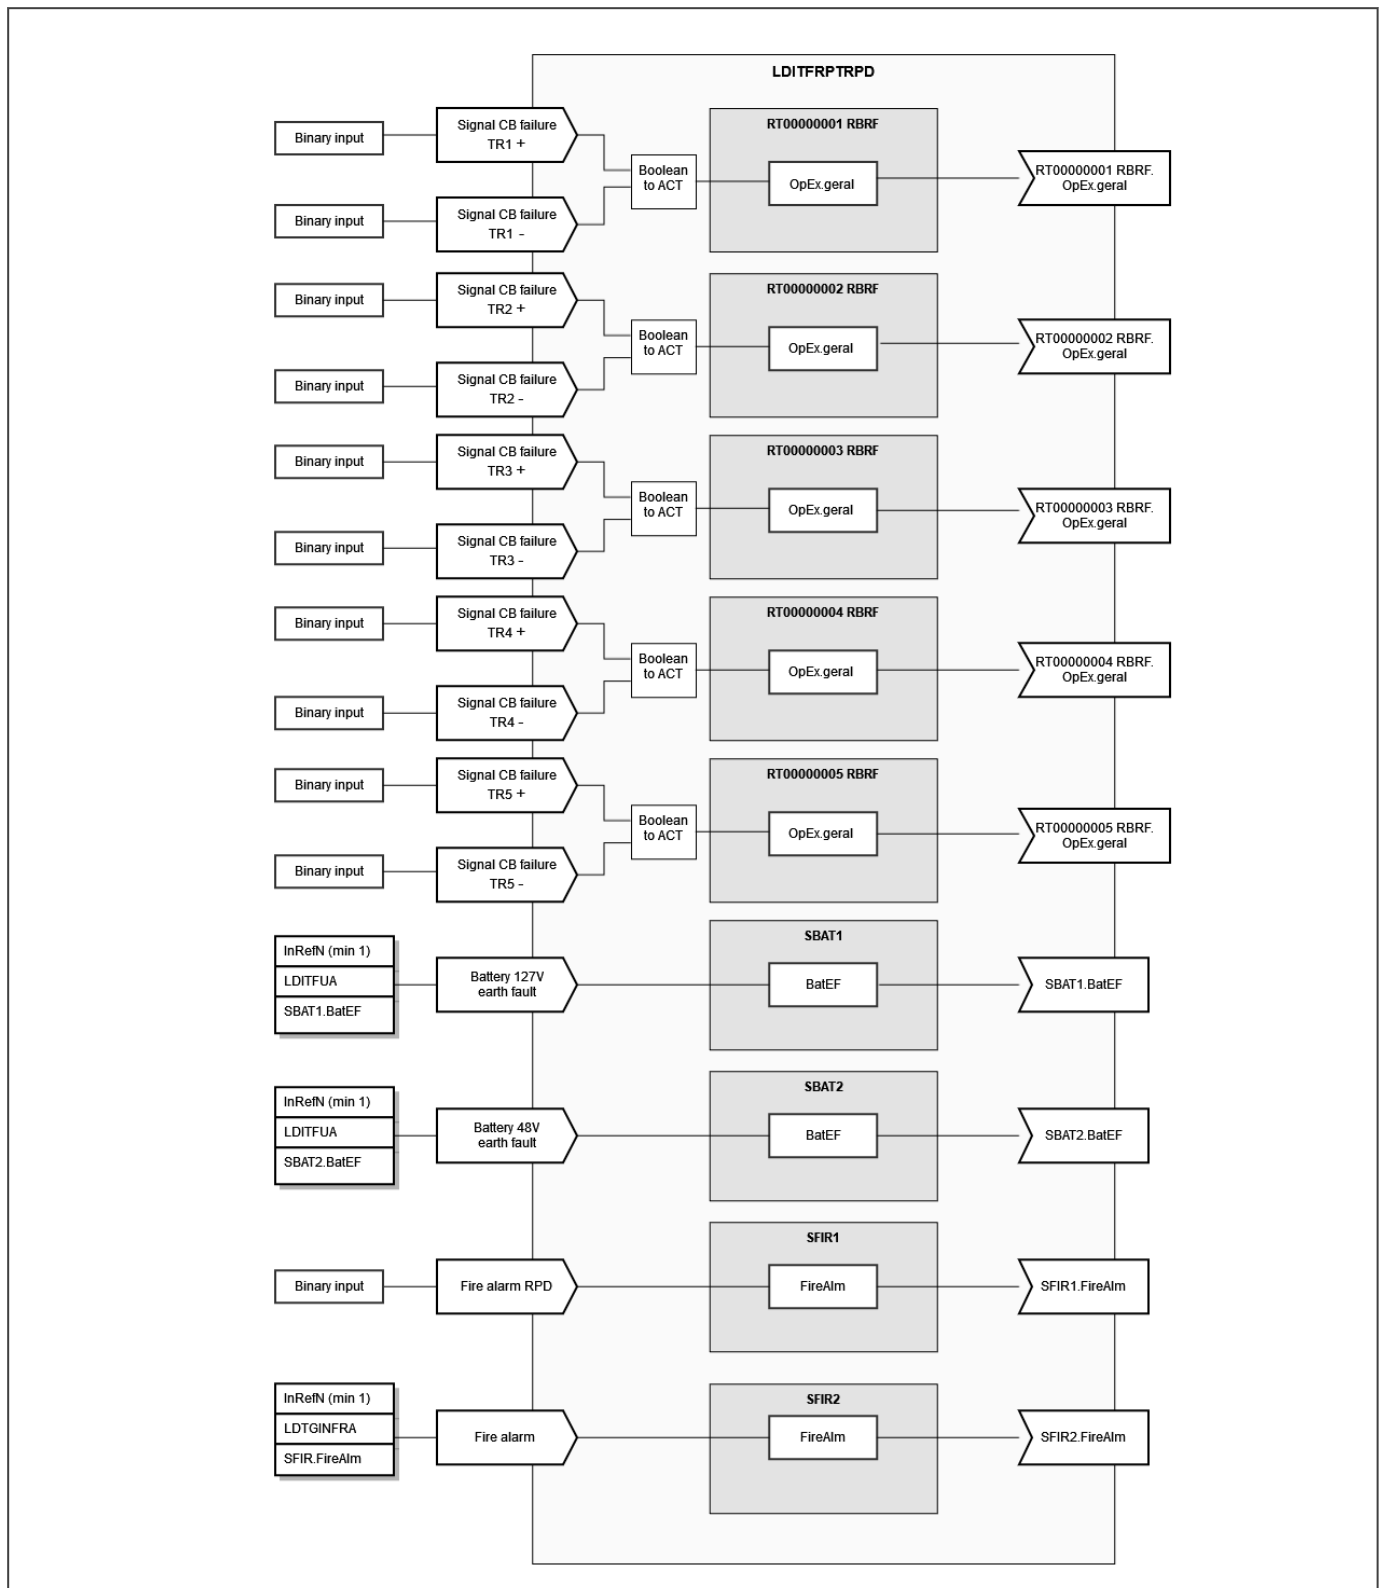 LDITFRPTRPD
Binary input
Signal CB failure
TR1 +
Binary input
Signal CB failure
TR1 -
Boolean
to ACT
RT00000001 RBRF
OpEx.geral
RT00000001 RBRF.
OpEx.geral
Binary input
Signal CB failure
TR2 +
Binary input
Signal CB failure
TR2 -
Boolean
to ACT
RT00000002 RBRF
OpEx.geral
RT00000002 RBRF.
OpEx.geral
Binary input
Signal CB failure
TR3 +
Binary input
Signal CB failure
TR3 -
Boolean
to ACT
RT00000003 RBRF
OpEx.geral
RT00000003 RBRF.
OpEx.geral
Binary input
Signal CB failure
TR4 +
Binary input
Signal CB failure
TR4 -
Boolean
to ACT
RT00000004 RBRF
OpEx.geral
RT00000004 RBRF.
OpEx.geral
Binary input
Signal CB failure
TR5 +
Binary input
Signal CB failure
TR5 -
Boolean
to ACT
RT00000005 RBRF
OpEx.geral
RT00000005 RBRF.
OpEx.geral
InRefN (min 1)
LDITFUA
SBAT1.BatEF
Battery 127V
earth fault
SBAT1
BatEF
SBAT1.BatEF
InRefN (min 1)
LDITFUA
SBAT2.BatEF
Battery 48V
earth fault
SBAT2
BatEF
SBAT2.BatEF
Binary input
Fire alarm RPD
SFIR1
FireAlm
SFIR1.FireAlm
InRefN (min 1)
LDTGINFRA
SFIR.FireAlm
Fire alarm
SFIR2
FireAlm
SFIR2.FireAlm